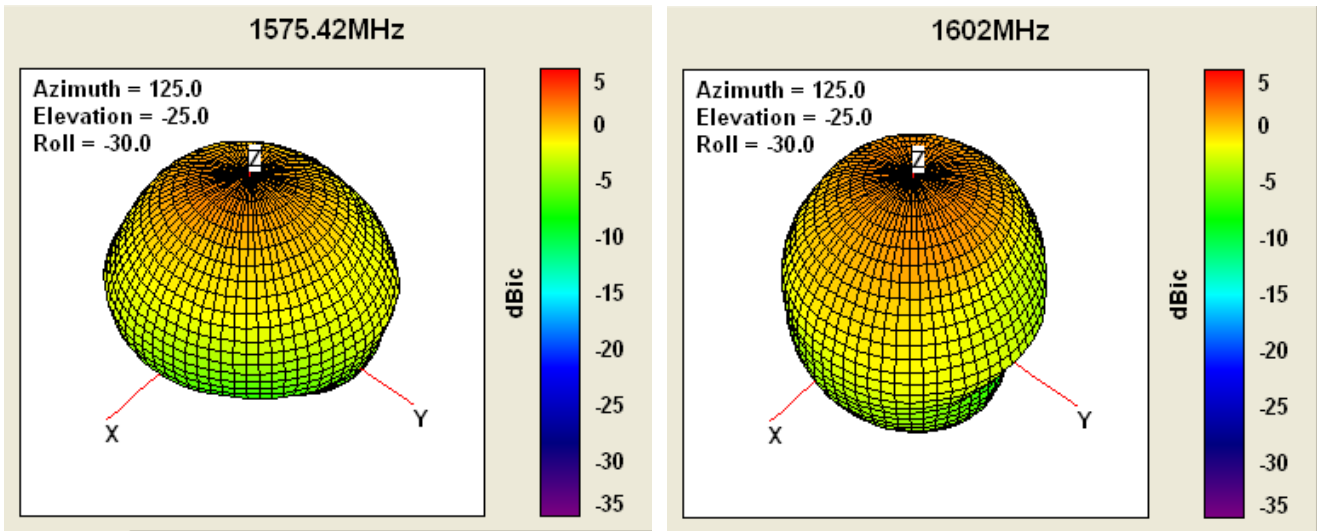 1575.42MHz
Azimuth = 125.0
Elevation = -25.0
Roll = -30.0
Z
X
Y
dBic
5
0
-5
-10
-15
-20
-25
-30
-35
1602MHz
Azimuth = 125.0
Elevation = -25.0
Roll = -30.0
Z
X
Y
dBic
5
0
-5
-10
-15
-20
-25
-30
-35